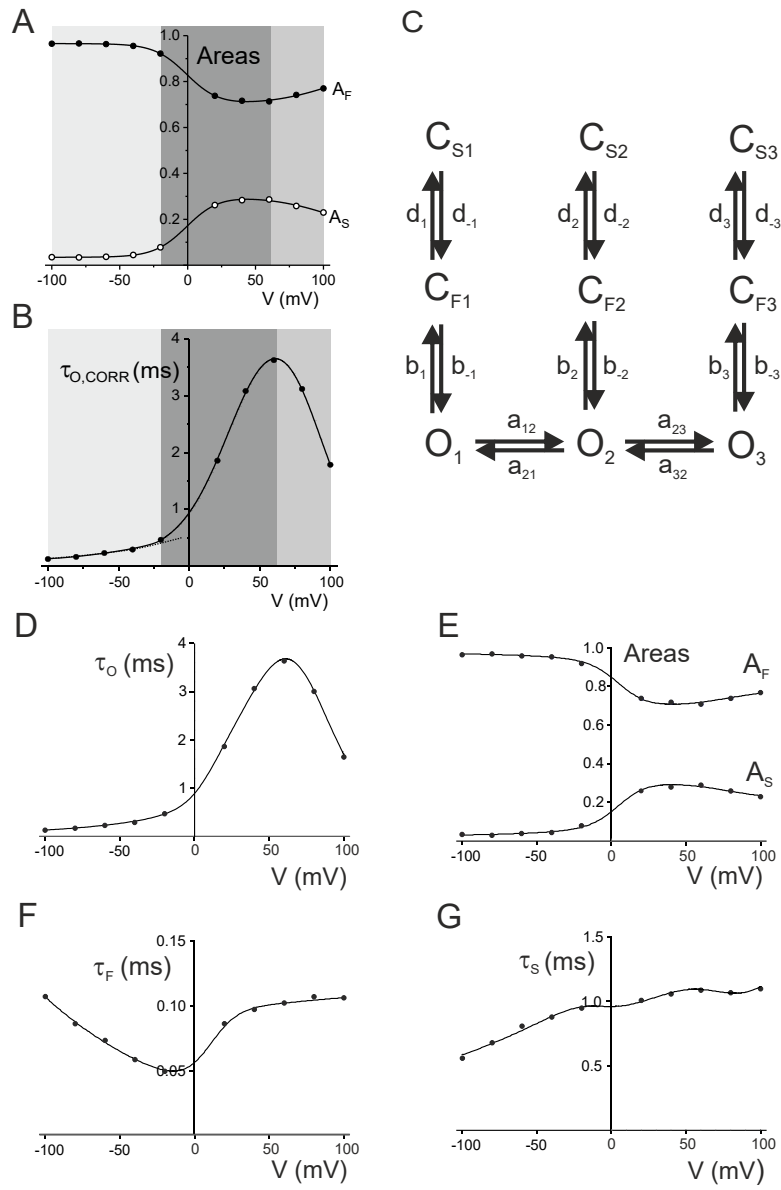 A
1.0
Areas
0.8
A_F
0.6
0.4
0.2
A_S
-100 -50 0 50 100
V (mV)
B
4
τ_O,CORR (ms)
3
2
1
-100 -50 0 50 100
V (mV)
C
C_S1 C_S2 C_S3
d_1 d_-1 d_2 d_-2 d_3 d_-3
C_F1 C_F2 C_F3
b_1 b_-1 b_2 b_-2 b_3 b_-3
a_12 a_23
O_1 O_2 O_3
a_21 a_32
D
4
τ_O (ms)
3
2
1
-100 -50 0 50 100
V (mV)
E
1.0
Areas
A_F
0.8
0.6
0.4
A_S
0.2
-100 -50 0 50 100
V (mV)
F
0.15
τ_F (ms)
0.10
0.05
-100 -50 0 50 100
V (mV)
G
1.5
τ_S (ms)
1.0
0.5
-100 -50 0 50 100
V (mV)